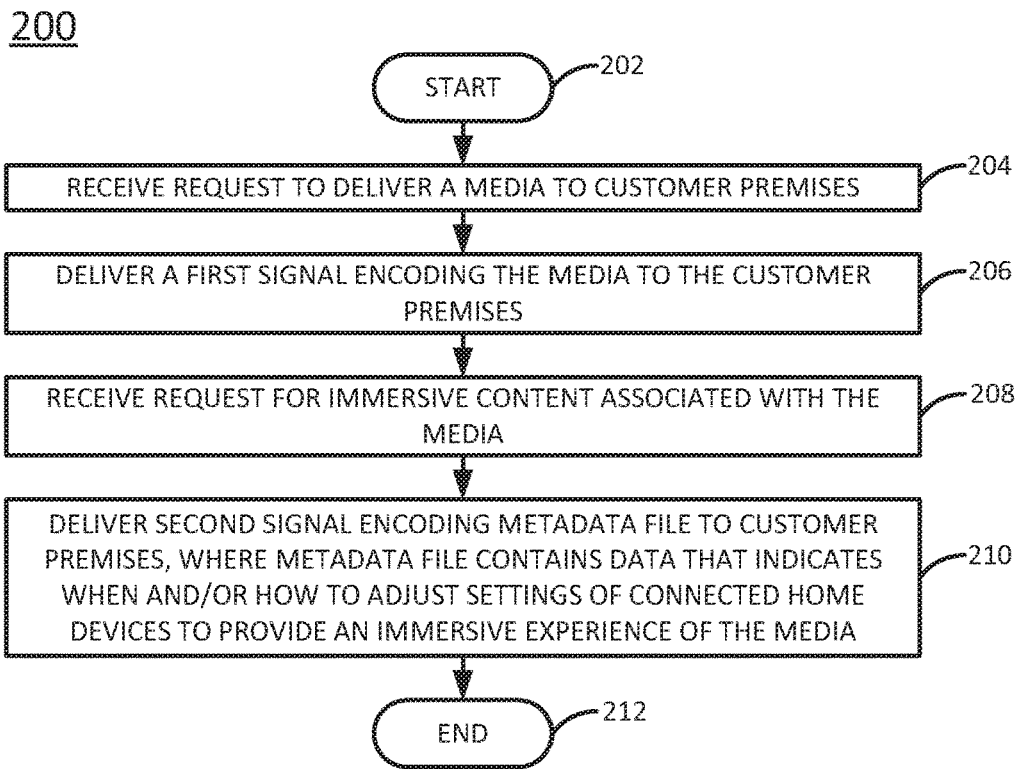 200
START
202
RECEIVE REQUEST TO DELIVER A MEDIA TO CUSTOMER PREMISES
204
DELIVER A FIRST SIGNAL ENCODING THE MEDIA TO THE CUSTOMER
PREMISES
206
RECEIVE REQUEST FOR IMMERSIVE CONTENT ASSOCIATED WITH THE
MEDIA
208
DELIVER SECOND SIGNAL ENCODING METADATA FILE TO CUSTOMER
PREMISES, WHERE METADATA FILE CONTAINS DATA THAT INDICATES
WHEN AND/OR HOW TO ADJUST SETTINGS OF CONNECTED HOME
DEVICES TO PROVIDE AN IMMERSIVE EXPERIENCE OF THE MEDIA
210
END
212